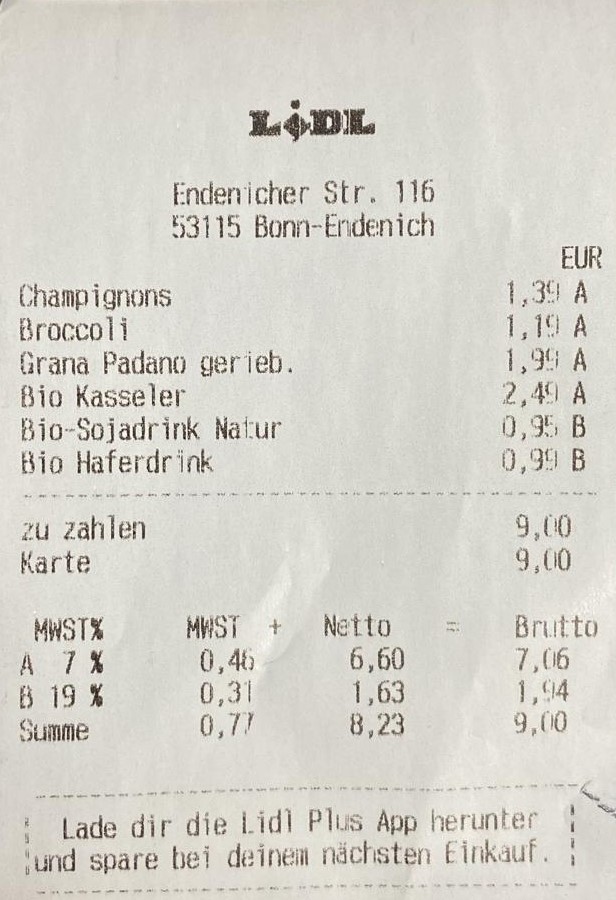 LIDL
Endenicher Str. 116
53115 Bonn-Endenich
EUR
Champignons 1,39 A
Broccoli 1,19 A
Grana Padano gerieb. 1,99 A
Bio Kasseler 2,49 A
Bio-Sojadrink Natur 0,95 B
Bio Haferdrink 0,99 B
zu zahlen 9,00
Karte 9,00
MWST% MWST + Netto = Brutto
A 7 % 0,46 6,60 7,06
B 19 % 0,31 1,63 1,94
Summe 0,77 8,23 9,00
Lade dir die Lidl Plus App herunter
und spare bei deinem nächsten Einkauf.